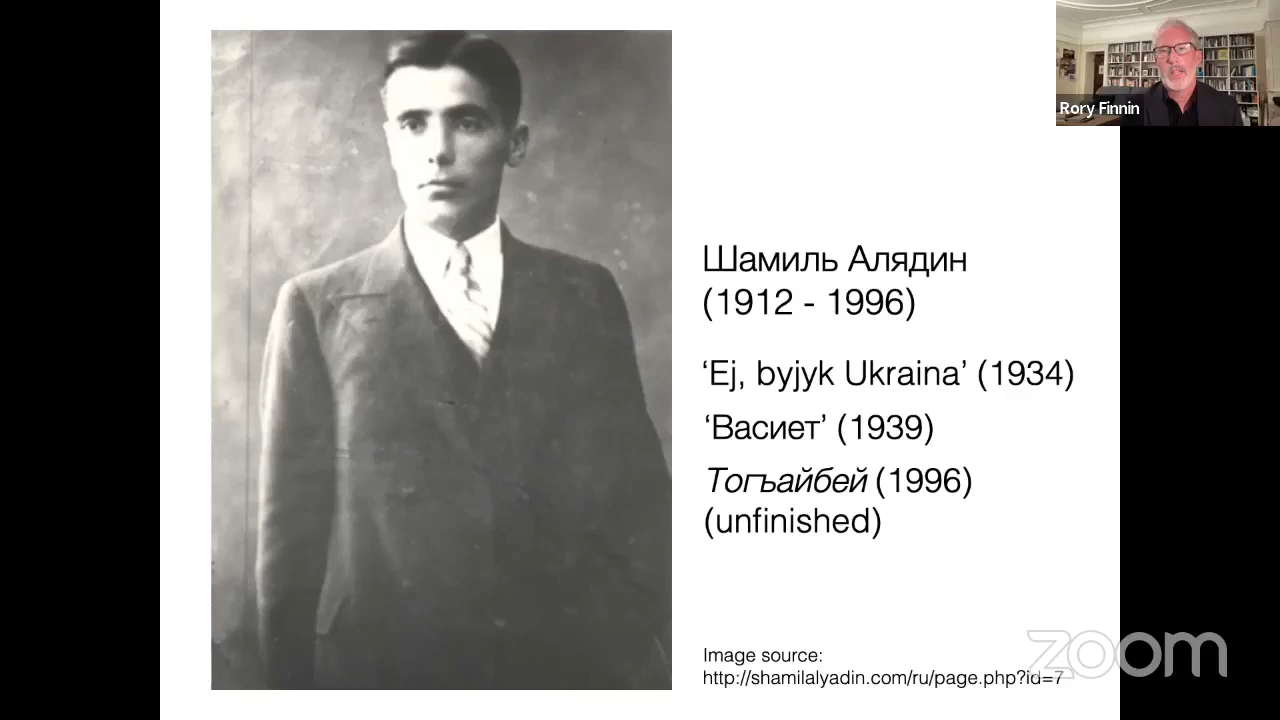 Rory Finnin
Шамиль Алядин
(1912 - 1996)
‘Ej, byjyk Ukraina’ (1934)
‘Васиет’ (1939)
Тогъайбей (1996)
(unfinished)
Image source:
http://shamilalyadin.com/ru/page.php?id=7
zoom